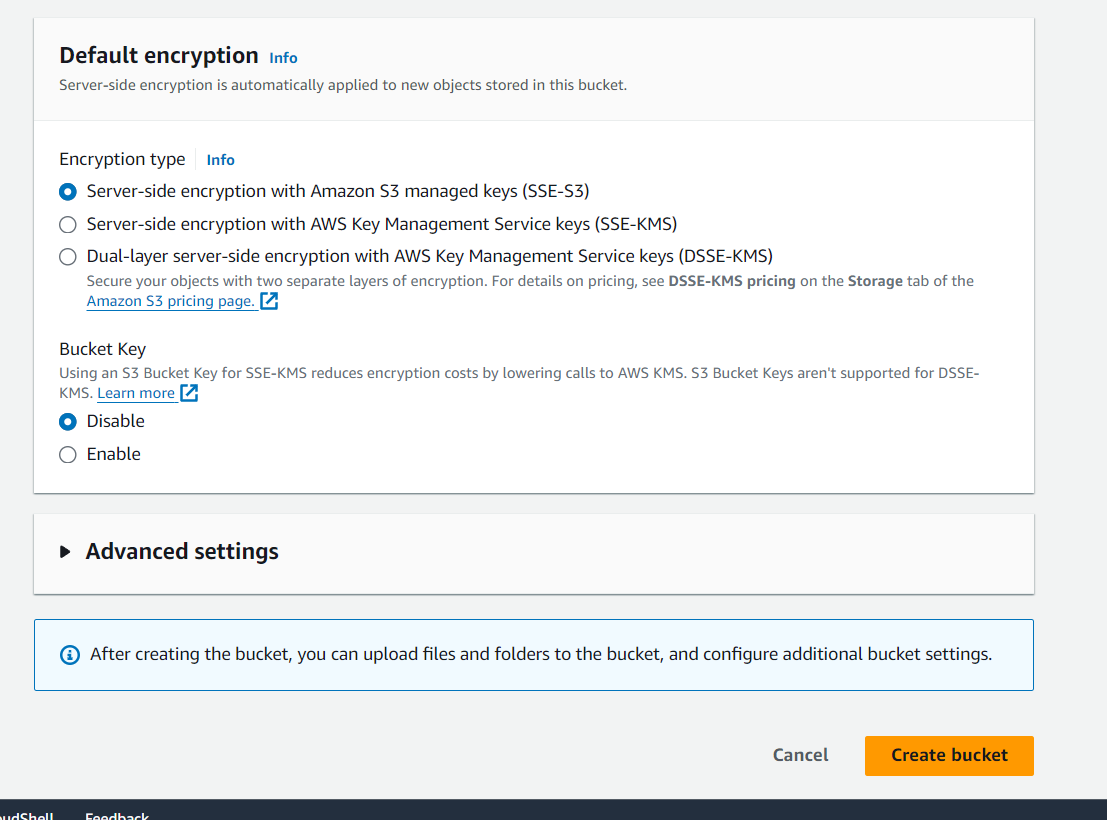 Default encryption Info
Server-side encryption is automatically applied to new objects stored in this bucket.
Encryption type Info
Server-side encryption with Amazon S3 managed keys (SSE-S3)
Server-side encryption with AWS Key Management Service keys (SSE-KMS)
Dual-layer server-side encryption with AWS Key Management Service keys (DSSE-KMS)
Secure your objects with two separate layers of encryption. For details on pricing, see DSSE-KMS pricing on the Storage tab of the
Amazon S3 pricing page.
Bucket Key
Using an S3 Bucket Key for SSE-KMS reduces encryption costs by lowering calls to AWS KMS. S3 Bucket Keys aren't supported for DSSE-
KMS. Learn more
Disable
Enable
Advanced settings
After creating the bucket, you can upload files and folders to the bucket, and configure additional bucket settings.
Cancel Create bucket
udShell Feedback